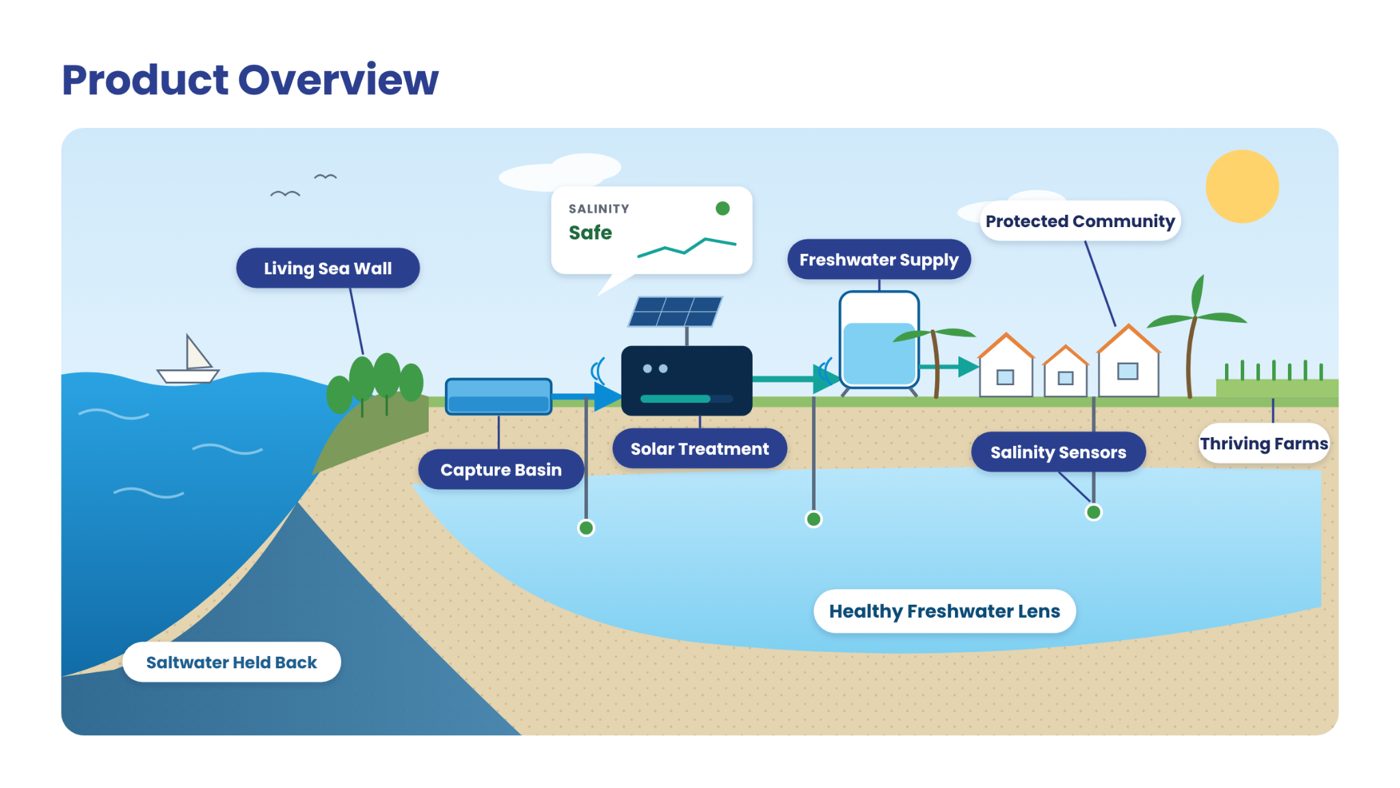 Product Overview
SALINITY
Safe
Protected Community
Living Sea Wall
Freshwater Supply
Solar Treatment
Capture Basin
Salinity Sensors
Thriving Farms
Healthy Freshwater Lens
Saltwater Held Back